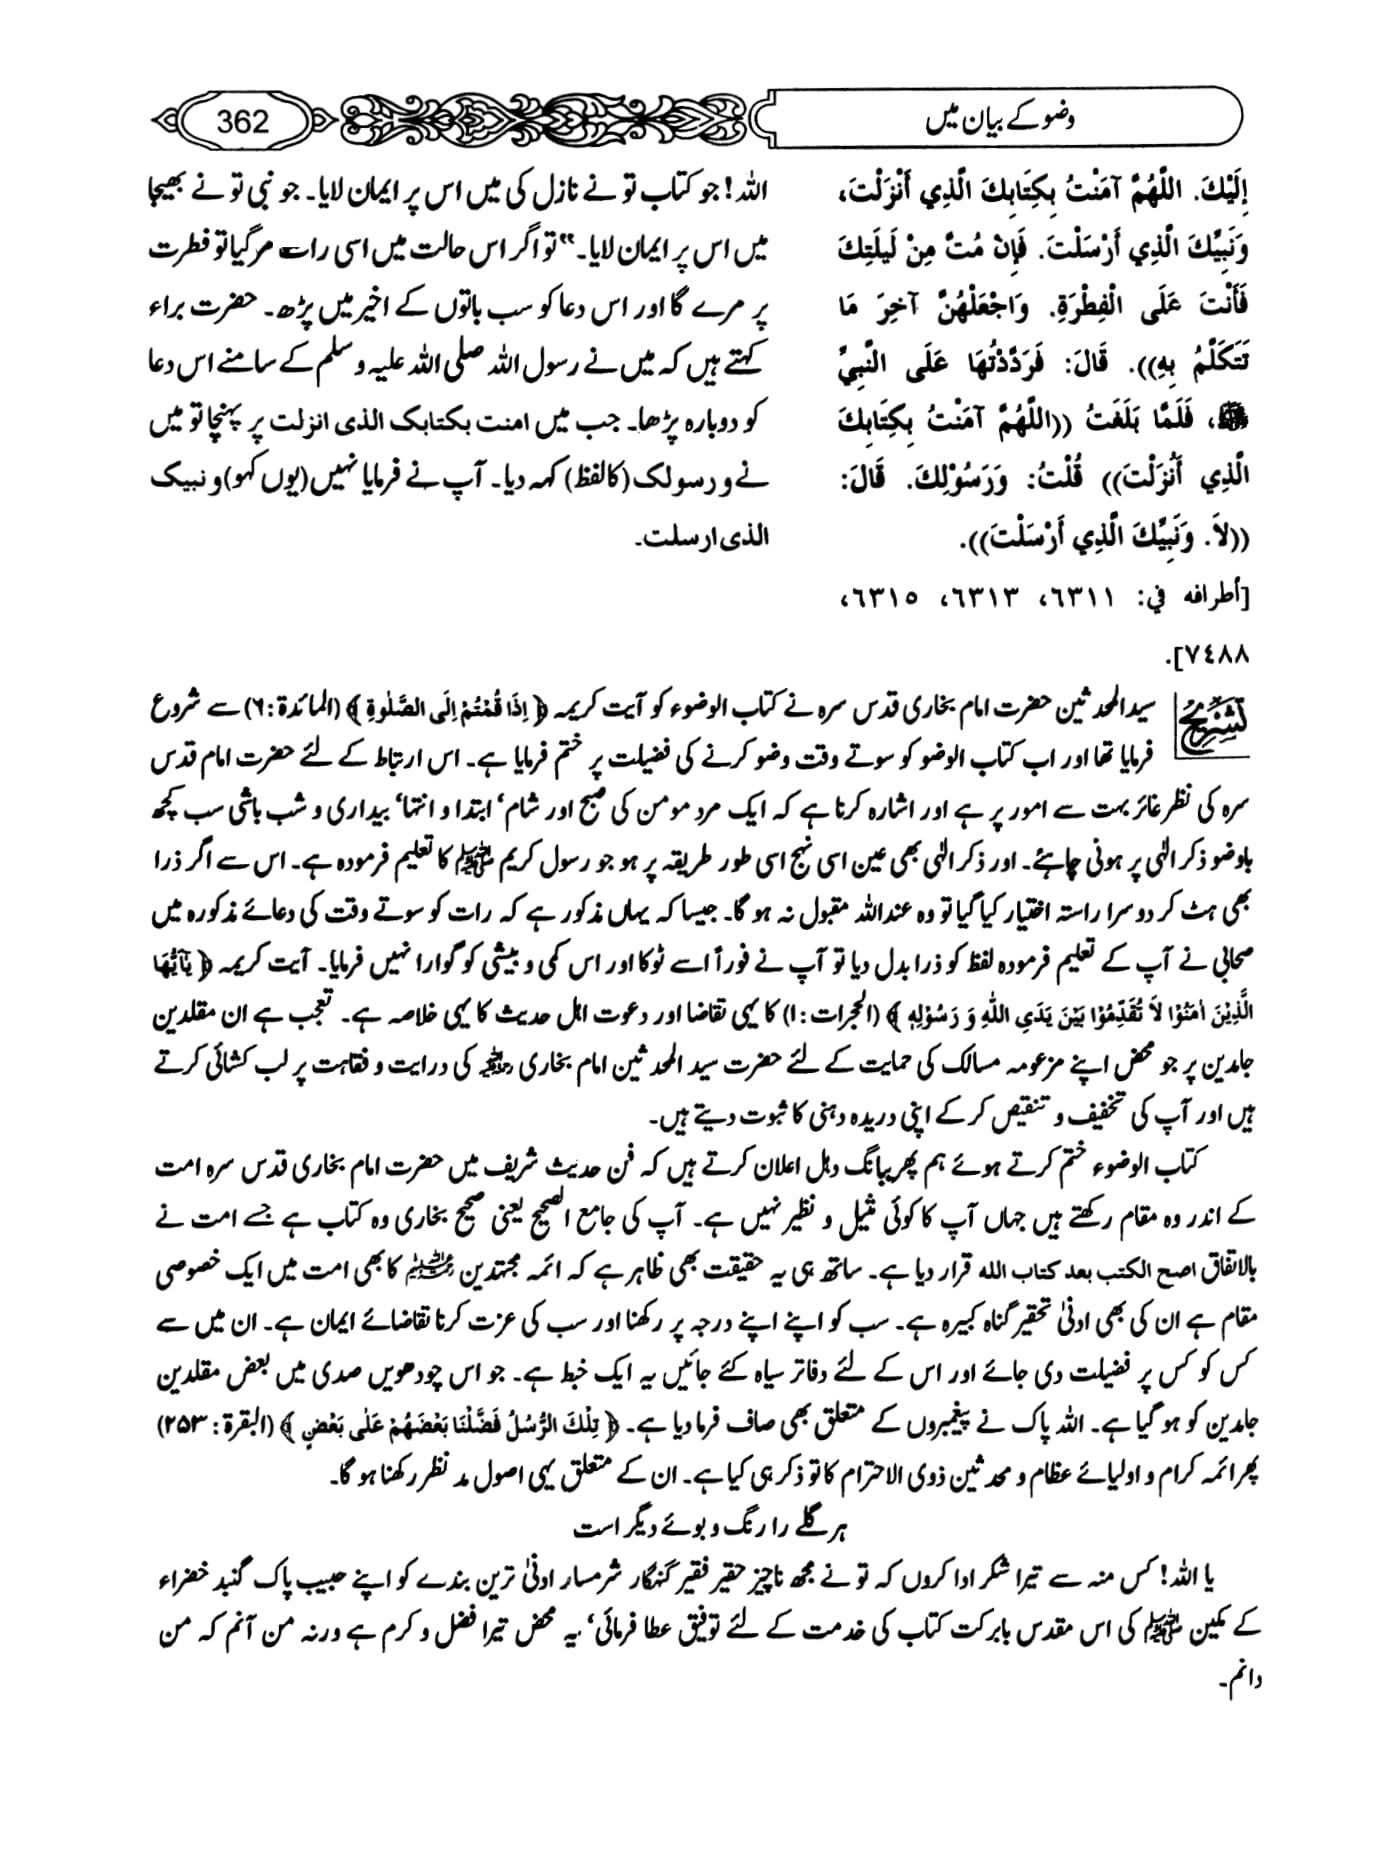 وضو کے بیان میں
362
إِلَيْكَ. اللَّهُمَّ آمَنْتُ بِكِتَابِكَ الَّذِي أَنْزَلْتَ،
وَنَبِيِّكَ الَّذِي أَرْسَلْتَ. فَإِنْ مُتَّ مِنْ لَيلَتِكَ
فَأَنْتَ عَلَى الْفِطْرَةِ. وَاجْعَلْهُنَّ آخِرَ مَا
تَتَكَلَّمُ بِهِ)). قَالَ: فَرَدَّدْتُهَا عَلَى النَّبِيِّ
ﷺ، فَلَمَّا بَلَغَتُ ((اللَّهُمَّ آمَنْتُ بِكِتَابِكَ
الَّذِي أَنْزَلْتَ)) قُلْتُ: وَرَسُوْلِكَ. قَالَ:
((لاَ. وَنَبِيِّكَ الَّذِي أَرْسَلْتَ)).
[أطرافه في: ٦٣١١، ٦٣١٣، ٦٣١٥،
٧٤٨٨].
اللہ! جو کتاب تو نے نازل کی میں اس پر ایمان لایا۔ جو نبی تو نے بھیجا
میں اس پر ایمان لایا۔“ تو اگر اس حالت میں اسی رات مر گیا تو فطرت
پر مرے گا اور اس دعا کو سب باتوں کے اخیر میں پڑھ۔ حضرت براء
کہتے ہیں کہ میں نے رسول اللہ صلی اللہ علیہ و سلم کے سامنے اس دعا
کو دوبارہ پڑھا۔ جب میں امنت بکتابک الذی انزلت پر پہنچا تو میں
نے ورسولک (کا لفظ) کہہ دیا۔ آپ نے فرمایا نہیں (یوں کہو) و نبیک
الذی ارسلت۔
تشریح سید المحدثین حضرت امام بخاری قدس سرہ نے کتاب الوضوء کو آیت کریمہ ﴿ اِذَا قُمْتُمْ اِلَى الصَّلٰوةِ ﴾ (المائدۃ: ۶) سے شروع
فرمایا تھا اور اب کتاب الوضو کو سوتے وقت وضو کرنے کی فضیلت پر ختم فرمایا ہے۔ اس ارتباط کے لئے حضرت امام قدس
سرہ کی نظر غائر بہت سے امور پر ہے اور اشارہ کرنا ہے کہ ایک مرد مومن کی صبح اور شام‘ ابتدا و انتہا‘ بیداری و شب باشی سب کچھ
باوضو ذکر الٰہی پر ہونی چاہئے۔ اور ذکر الٰہی بھی عین اسی نہج اسی طور طریقہ پر ہو جو رسول کریم ﷺ کا تعلیم فرمودہ ہے۔ اس سے اگر ذرا
بھی ہٹ کر دوسرا راستہ اختیار کیا گیا تو وہ عنداللہ مقبول نہ ہو گا۔ جیسا کہ یہاں مذکور ہے کہ رات کو سوتے وقت کی دعائے مذکورہ میں
صحابی نے آپ کے تعلیم فرمودہ لفظ کو ذرا بدل دیا تو آپ نے فوراً اسے ٹوکا اور اس کمی و بیشی کو گوارا نہیں فرمایا۔ آیت کریمہ ﴿ یٰۤاَیُّهَا
الَّذِیْنَ اٰمَنُوْا لاَ تُقَدِّمُوْا بَیْنَ یَدَیِ اللّٰهِ وَ رَسُوْلِهٖ ﴾ (الحجرات: ۱) کا یہی تقاضا اور دعوت اہل حدیث کا یہی خلاصہ ہے۔ تعجب ہے ان مقلدین
جامدین پر جو محض اپنے مزعومہ مسالک کی حمایت کے لئے حضرت سید المحدثین امام بخاری رحمہ اللہ کی درایت و فقاہت پر لب کشائی کرتے
ہیں اور آپ کی تخفیف و تنقیص کر کے اپنی دریدہ دہنی کا ثبوت دیتے ہیں۔
کتاب الوضوء ختم کرتے ہوئے ہم پھر ببانگ دہل اعلان کرتے ہیں کہ فن حدیث شریف میں حضرت امام بخاری قدس سرہ امت
کے اندر وہ مقام رکھتے ہیں جہاں آپ کا کوئی مثیل و نظیر نہیں ہے۔ آپ کی جامع الصحیح یعنی صحیح بخاری وہ کتاب ہے جسے امت نے
بالاتفاق اصح الکتب بعد کتاب اللہ قرار دیا ہے۔ ساتھ ہی یہ حقیقت بھی ظاہر ہے کہ ائمہ مجتہدین کا بھی امت میں ایک خصوصی
مقام ہے ان کی بھی ادنیٰ تحقیر گناہ کبیرہ ہے۔ سب کو اپنے اپنے درجہ پر رکھنا اور سب کی عزت کرنا تقاضائے ایمان ہے۔ ان میں سے
کس کو کس پر فضیلت دی جائے اور اس کے لئے دفاتر سیاہ کئے جائیں یہ ایک خبط ہے۔ جو اس چودھویں صدی میں بعض مقلدین
جامدین کو ہو گیا ہے۔ اللہ پاک نے پیغمبروں کے متعلق بھی صاف فرما دیا ہے۔ ﴿ تِلْكَ الرُّسُلُ فَضَّلْنَا بَعْضَهُمْ عَلٰى بَعْضٍ ﴾ (البقرۃ: ۲۵۳)
پھر ائمہ کرام و اولیائے عظام و محدثین ذوی الاحترام کا تو ذکر ہی کیا ہے۔ ان کے متعلق یہی اصول مد نظر رکھنا ہو گا۔
ہر گلے را رنگ و بوئے دیگر است
یا اللہ! کس منہ سے تیرا شکر ادا کروں کہ تو نے مجھ ناچیز حقیر فقیر گنہگار شرمسار ادنیٰ ترین بندے کو اپنے حبیب پاک گنبد خضراء
کے مکین ﷺ کی اس مقدس بابرکت کتاب کی خدمت کے لئے توفیق عطا فرمائی‘ یہ محض تیرا فضل و کرم ہے ورنہ من آنم کہ من
دانم۔